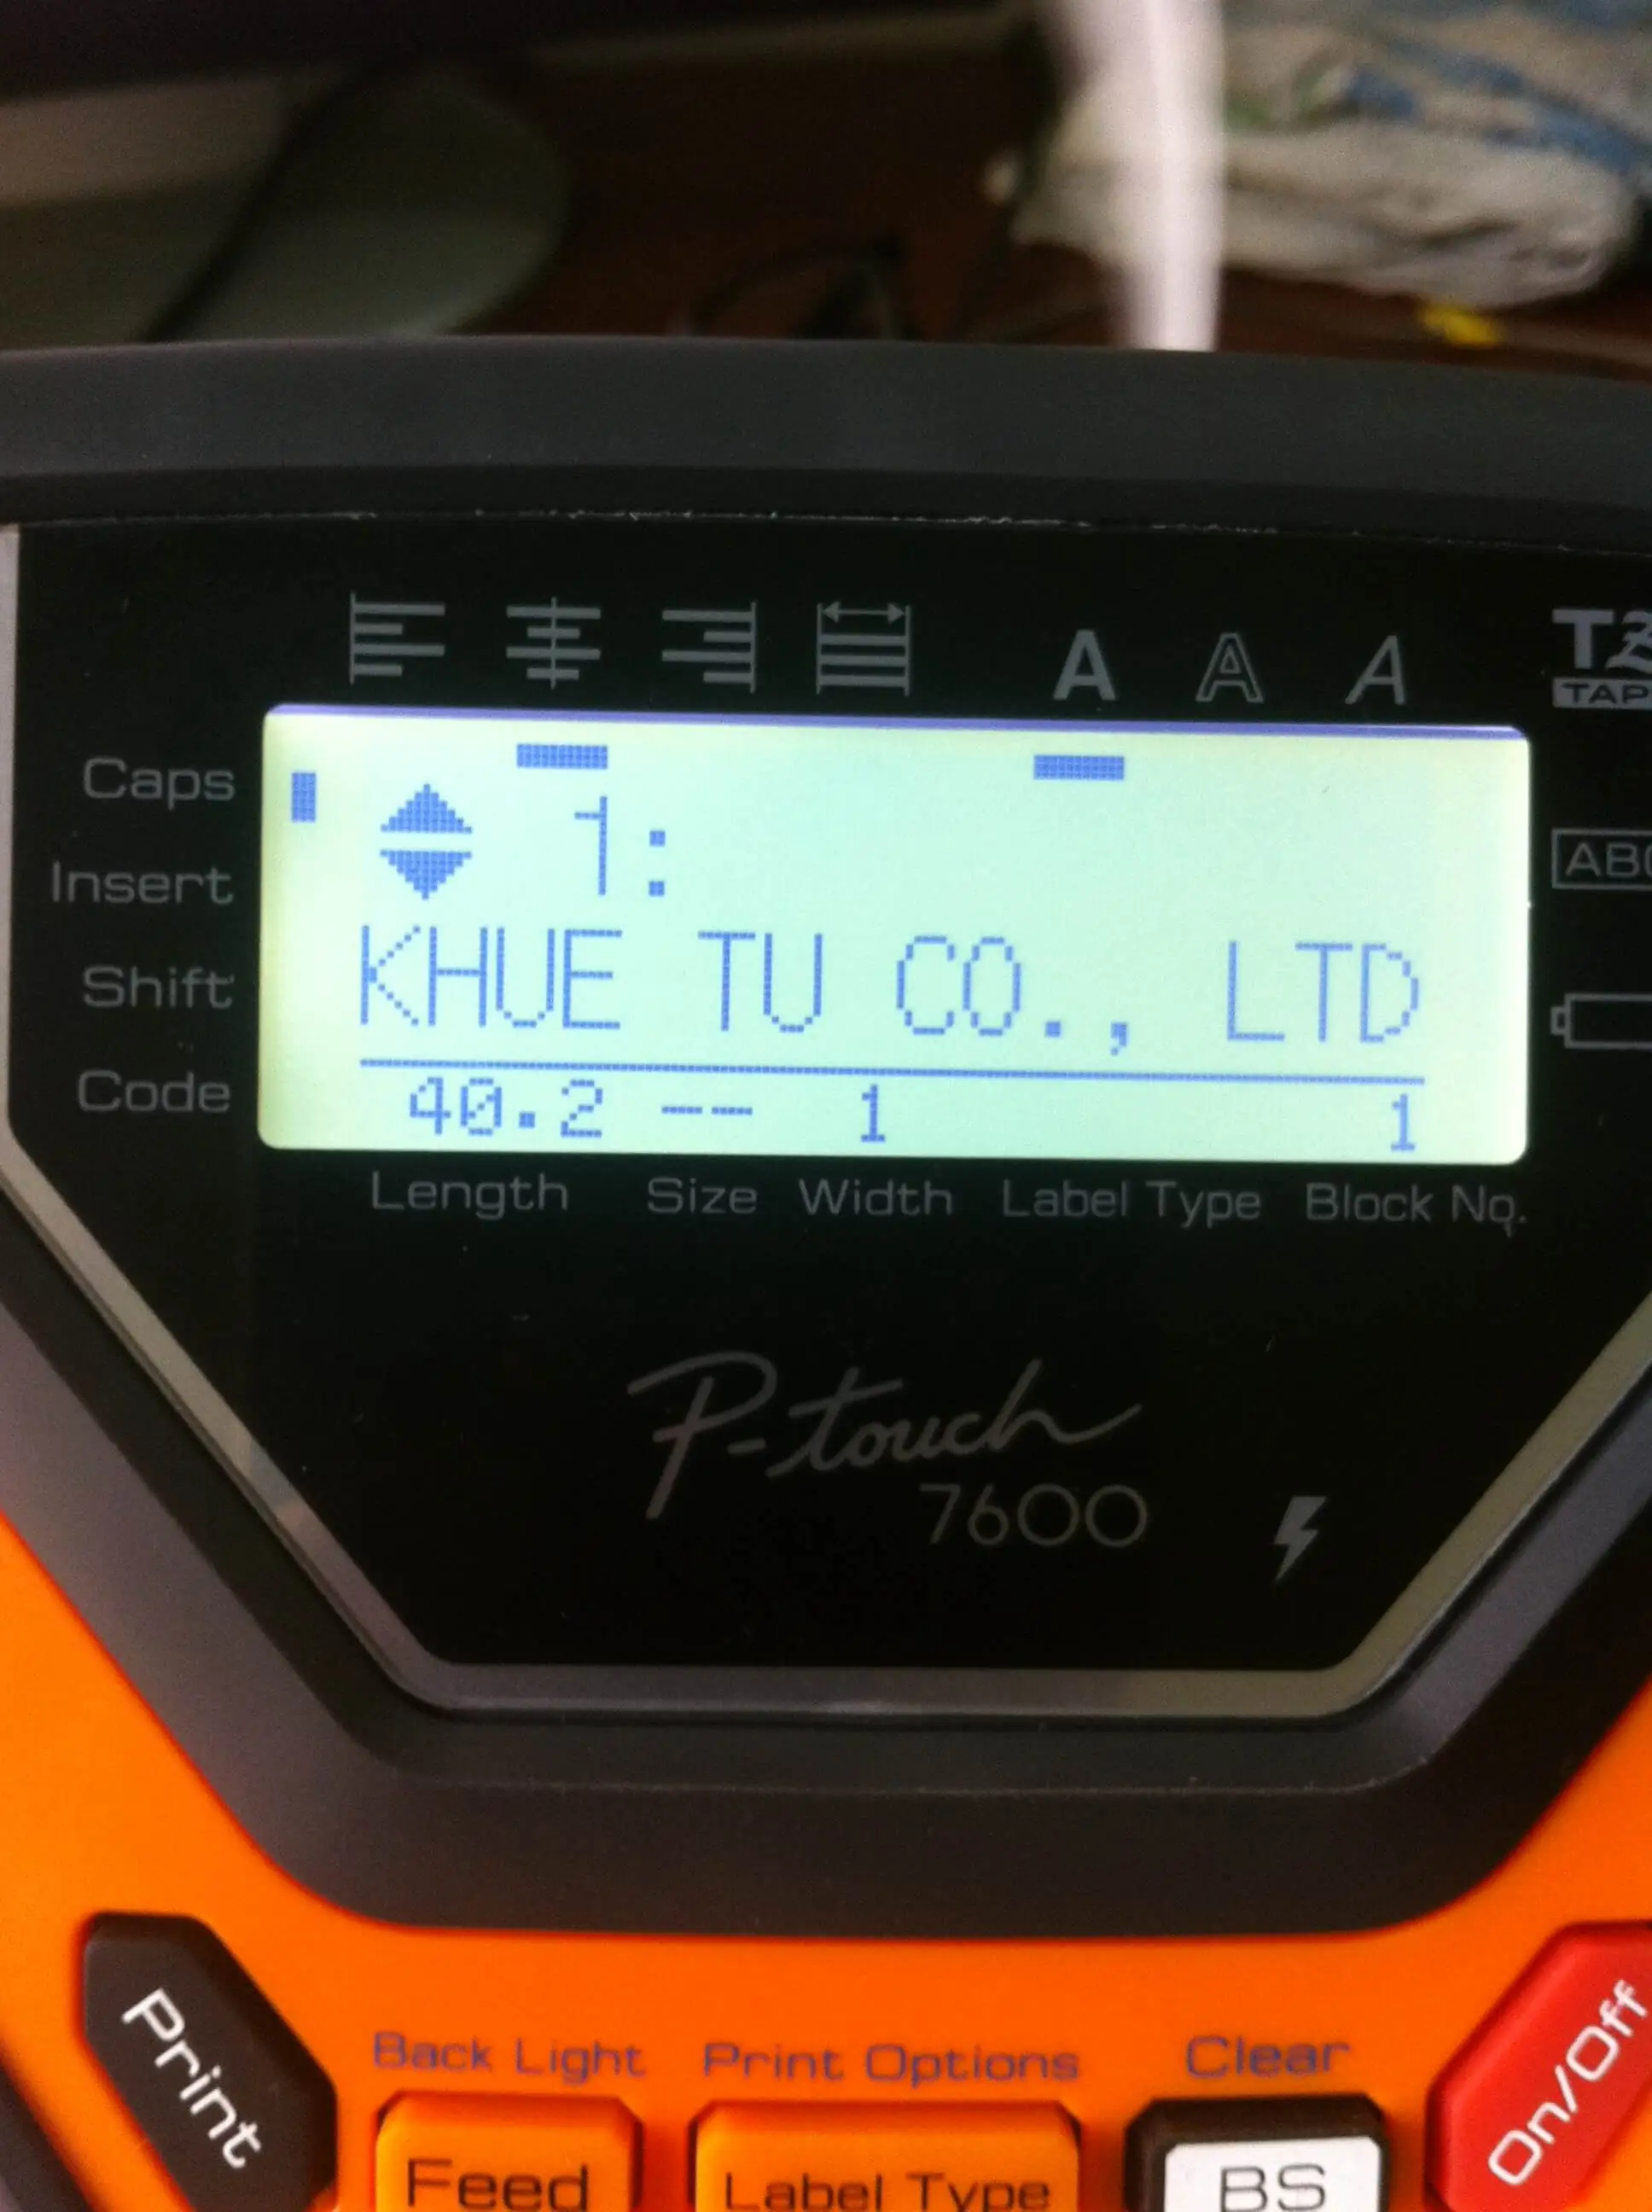 A A A
TZ
TAP
Caps
1:
Insert
ABC
KHUE TU CO., LTD
Shift
Code
40.2 -- 1 1
Length Size Width Label Type Block No.
P-touch
7600
Print
Back Light Print Options Clear
On/Off
Feed Label Type BS